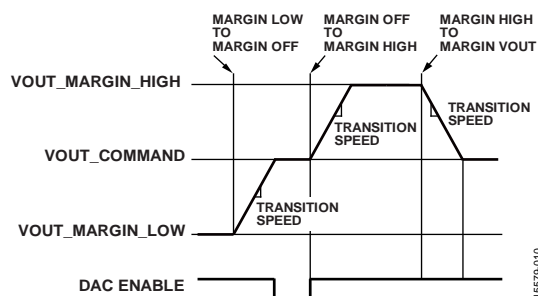 MARGIN LOW
TO
MARGIN OFF
MARGIN OFF
TO
MARGIN HIGH
MARGIN HIGH
TO
MARGIN VOUT
VOUT_MARGIN_HIGH
TRANSITION
SPEED
TRANSITION
SPEED
VOUT_COMMAND
TRANSITION
SPEED
VOUT_MARGIN_LOW
DAC ENABLE